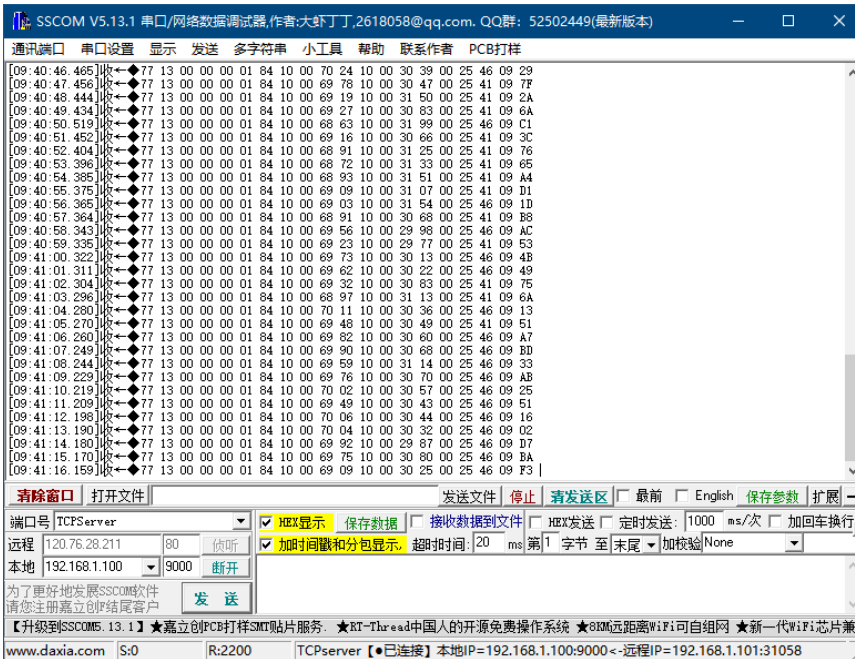 SSCOM V5.13.1 串口/网络数据调试器,作者:大虾丁丁,2618058@qq.com. QQ群: 52502449(最新版本)
通讯端口 串口设置 显示 发送 多字符串 小工具 帮助 联系作者 PCB打样
[09:40:46.465]收←◆77 13 00 00 00 01 84 10 00 70 24 10 00 30 39 00 25 46 09 29
[09:40:47.456]收←◆77 13 00 00 00 01 84 10 00 69 78 10 00 30 47 00 25 41 09 7F
[09:40:48.444]收←◆77 13 00 00 00 01 84 10 00 69 19 10 00 31 50 00 25 41 09 2A
[09:40:49.434]收←◆77 13 00 00 00 01 84 10 00 69 27 10 00 30 83 00 25 41 09 6A
[09:40:50.519]收←◆77 13 00 00 00 01 84 10 00 68 63 10 00 31 99 00 25 46 09 C1
[09:40:51.452]收←◆77 13 00 00 00 01 84 10 00 69 16 10 00 30 66 00 25 41 09 3C
[09:40:52.404]收←◆77 13 00 00 00 01 84 10 00 68 91 10 00 31 25 00 25 41 09 76
[09:40:53.396]收←◆77 13 00 00 00 01 84 10 00 68 72 10 00 31 33 00 25 41 09 65
[09:40:54.385]收←◆77 13 00 00 00 01 84 10 00 68 93 10 00 31 51 00 25 41 09 A4
[09:40:55.375]收←◆77 13 00 00 00 01 84 10 00 69 09 10 00 31 07 00 25 41 09 D1
[09:40:56.365]收←◆77 13 00 00 00 01 84 10 00 69 03 10 00 31 54 00 25 46 09 1D
[09:40:57.364]收←◆77 13 00 00 00 01 84 10 00 68 91 10 00 30 68 00 25 41 09 B8
[09:40:58.343]收←◆77 13 00 00 00 01 84 10 00 69 56 10 00 29 98 00 25 46 09 AC
[09:40:59.335]收←◆77 13 00 00 00 01 84 10 00 69 23 10 00 29 77 00 25 41 09 53
[09:41:00.322]收←◆77 13 00 00 00 01 84 10 00 69 73 10 00 30 13 00 25 46 09 4B
[09:41:01.311]收←◆77 13 00 00 00 01 84 10 00 69 62 10 00 30 22 00 25 46 09 49
[09:41:02.304]收←◆77 13 00 00 00 01 84 10 00 69 32 10 00 30 83 00 25 41 09 75
[09:41:03.296]收←◆77 13 00 00 00 01 84 10 00 68 97 10 00 31 13 00 25 41 09 6A
[09:41:04.280]收←◆77 13 00 00 00 01 84 10 00 70 11 10 00 30 36 00 25 46 09 13
[09:41:05.270]收←◆77 13 00 00 00 01 84 10 00 69 48 10 00 30 49 00 25 41 09 51
[09:41:06.260]收←◆77 13 00 00 00 01 84 10 00 69 82 10 00 30 60 00 25 46 09 A7
[09:41:07.249]收←◆77 13 00 00 00 01 84 10 00 69 90 10 00 30 68 00 25 46 09 BD
[09:41:08.244]收←◆77 13 00 00 00 01 84 10 00 69 59 10 00 31 14 00 25 46 09 33
[09:41:09.229]收←◆77 13 00 00 00 01 84 10 00 69 76 10 00 30 70 00 25 46 09 AB
[09:41:10.219]收←◆77 13 00 00 00 01 84 10 00 70 02 10 00 30 57 00 25 46 09 25
[09:41:11.209]收←◆77 13 00 00 00 01 84 10 00 69 49 10 00 30 43 00 25 46 09 51
[09:41:12.198]收←◆77 13 00 00 00 01 84 10 00 70 06 10 00 30 44 00 25 46 09 16
[09:41:13.190]收←◆77 13 00 00 00 01 84 10 00 70 04 10 00 30 32 00 25 46 09 02
[09:41:14.180]收←◆77 13 00 00 00 01 84 10 00 69 92 10 00 29 87 00 25 46 09 D7
[09:41:15.170]收←◆77 13 00 00 00 01 84 10 00 69 75 10 00 30 80 00 25 46 09 BA
[09:41:16.159]收←◆77 13 00 00 00 01 84 10 00 69 09 10 00 30 25 00 25 46 09 F3
清除窗口 打开文件 发送文件 停止 清发送区 最前 English 保存参数 扩展 —
端口号 TCPServer HEX显示 保存数据 接收数据到文件 HEX发送 定时发送: 1000 ms/次 加回车换行
远程 120.76.28.211 80 侦听 加时间戳和分包显示, 超时时间: 20 ms 第1 字节 至 末尾 加校验 None
本地 192.168.1.100 9000 断开
为了更好地发展SSCOM软件
请您注册嘉立创F结尾客户
发 送
【升级到SSCOM5.13.1】★嘉立创PCB打样SMT贴片服务. ★RT-Thread中国人的开源免费操作系统 ★8KM远距离WiFi可自组网 ★新一代WiFi芯片兼
www.daxia.com S:0 R:2200 TCPserver【●已连接】本地IP=192.168.1.100:9000<-远程IP=192.168.1.101:31058